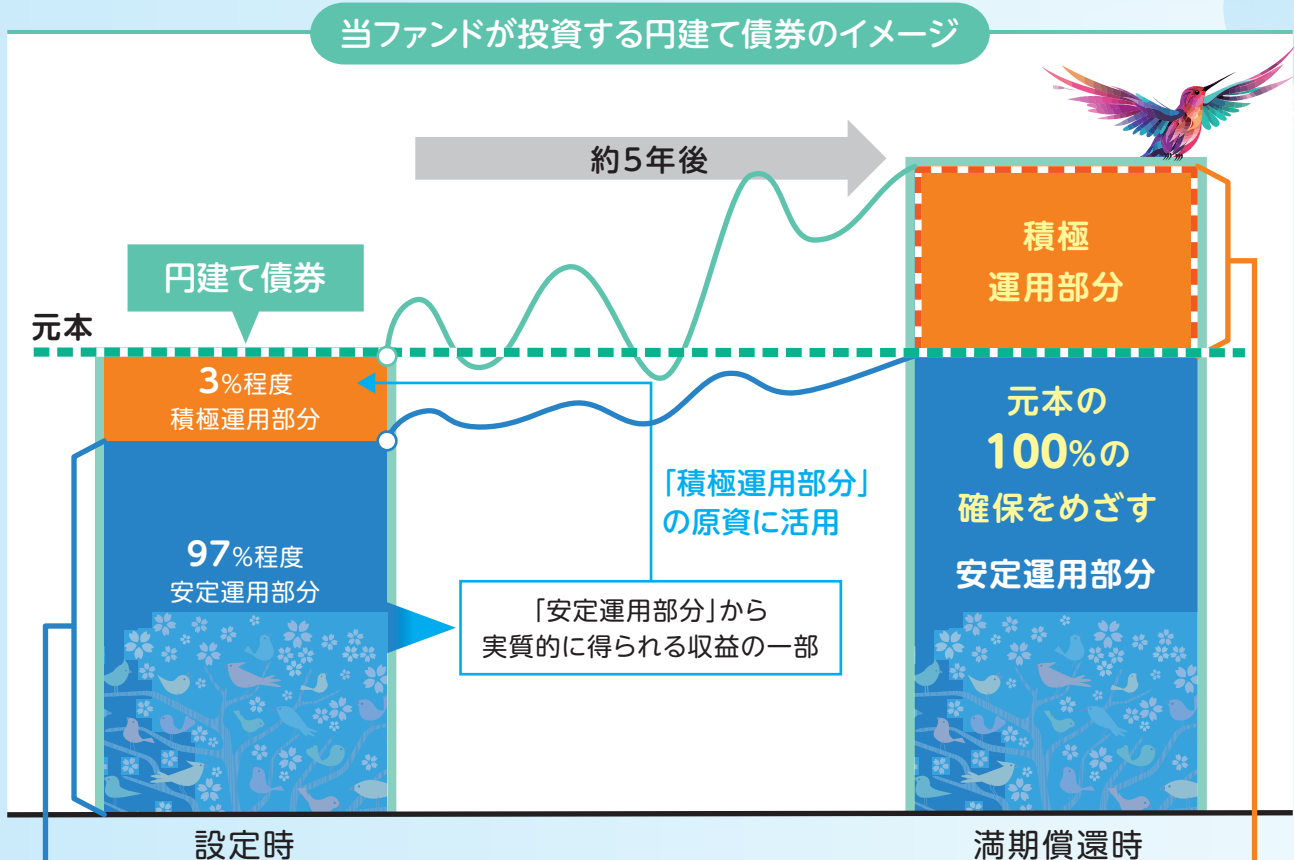 当ファンドが投資する円建て債券のイメージ
約5年後
円建て債券
元本
3%程度
積極運用部分
97%程度
安定運用部分
「積極運用部分」
の原資に活用
「安定運用部分」から
実質的に得られる収益の一部
積極
運用部分
元本の
100%の
確保をめざす
安定運用部分
設定時
満期償還時